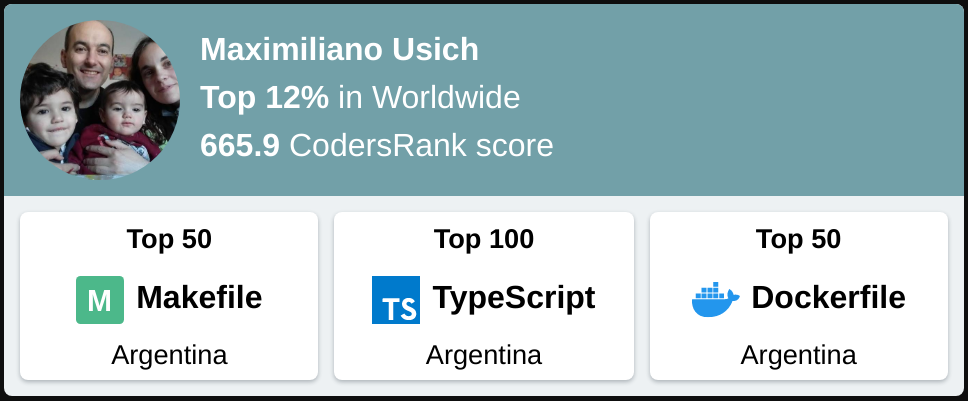 Maximiliano Usich
Top 12% in Worldwide
665.9 CodersRank score
Top 50
M Makefile
Argentina
Top 100
TS TypeScript
Argentina
Top 50
Dockerfile
Argentina